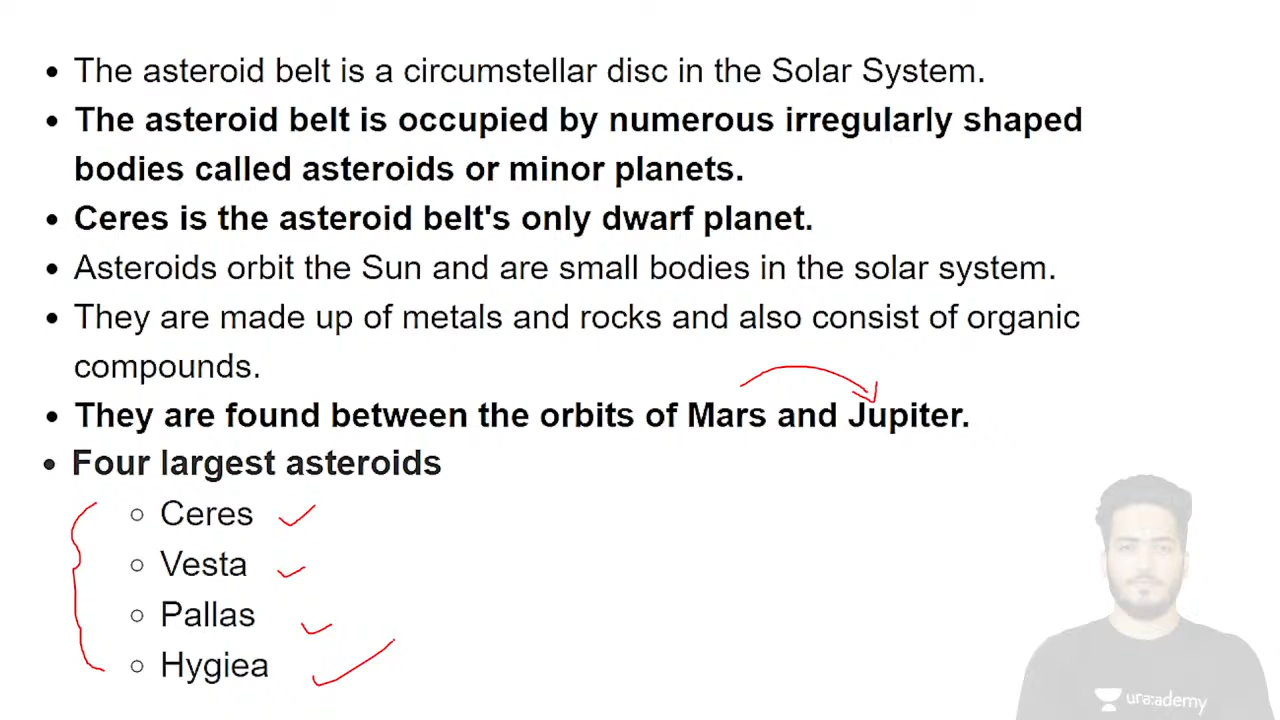 • The asteroid belt is a circumstellar disc in the Solar System.
• The asteroid belt is occupied by numerous irregularly shaped
bodies called asteroids or minor planets.
• Ceres is the asteroid belt's only dwarf planet.
• Asteroids orbit the Sun and are small bodies in the solar system.
• They are made up of metals and rocks and also consist of organic
compounds.
• They are found between the orbits of Mars and Jupiter.
• Four largest asteroids
○ Ceres
○ Vesta
○ Pallas
○ Hygiea